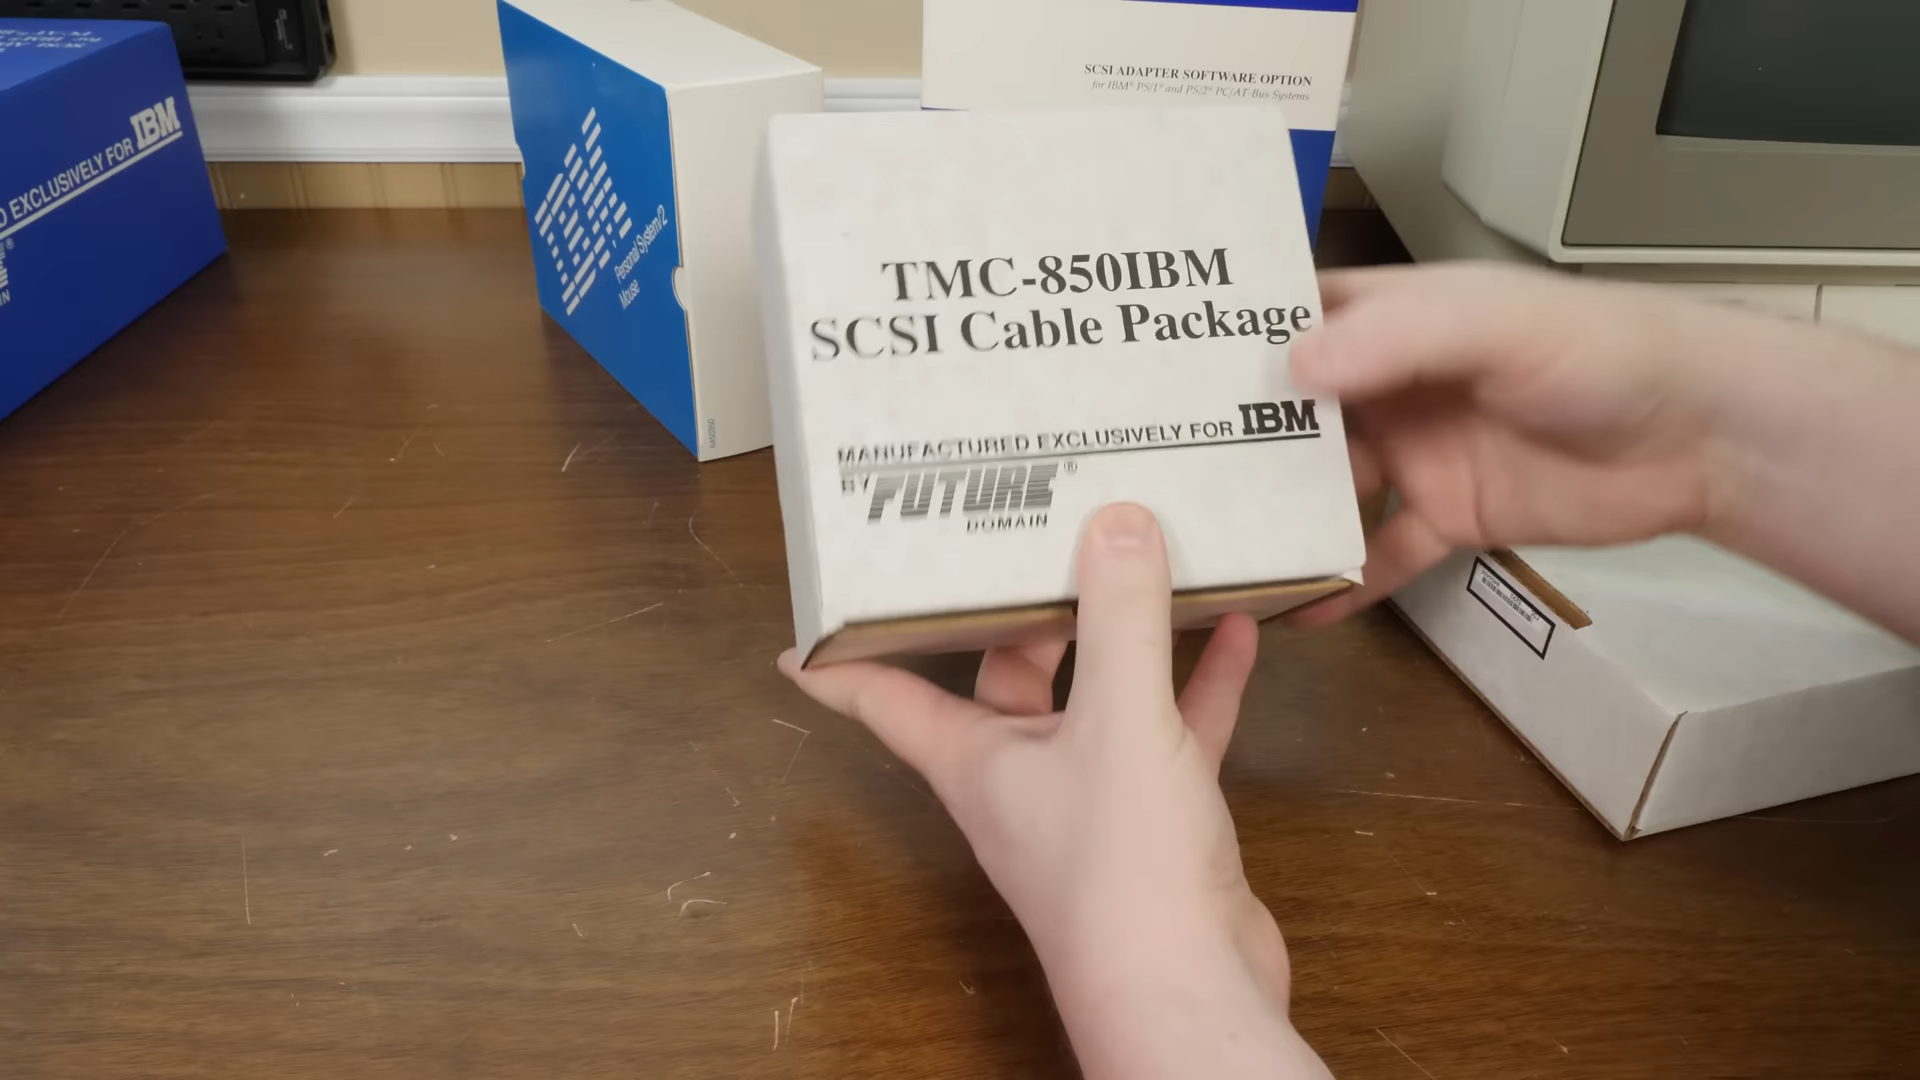 EXCLUSIVELY FOR IBM
IBM
Personal System/2
Mouse
SCSI ADAPTER SOFTWARE OPTION
for IBM® PS/1® and PS/2® PC/AT-Bus Systems
TMC-850IBM
SCSI Cable Package
MANUFACTURED EXCLUSIVELY FOR IBM
BY FUTURE®
DOMAIN